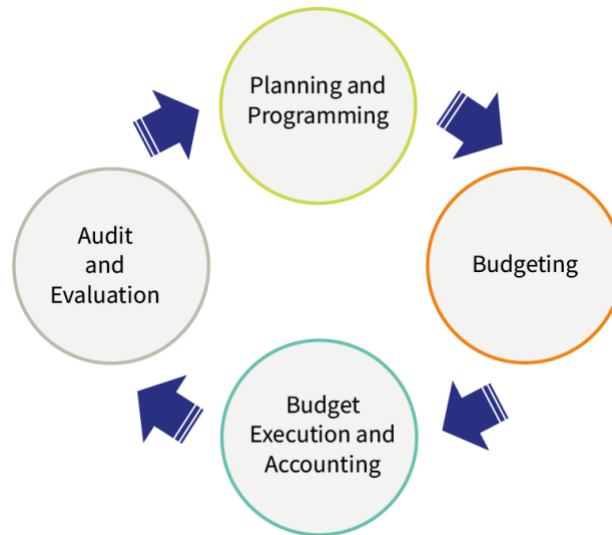 Planning and
Programming
Budgeting
Budget
Execution and
Accounting
Audit
and
Evaluation